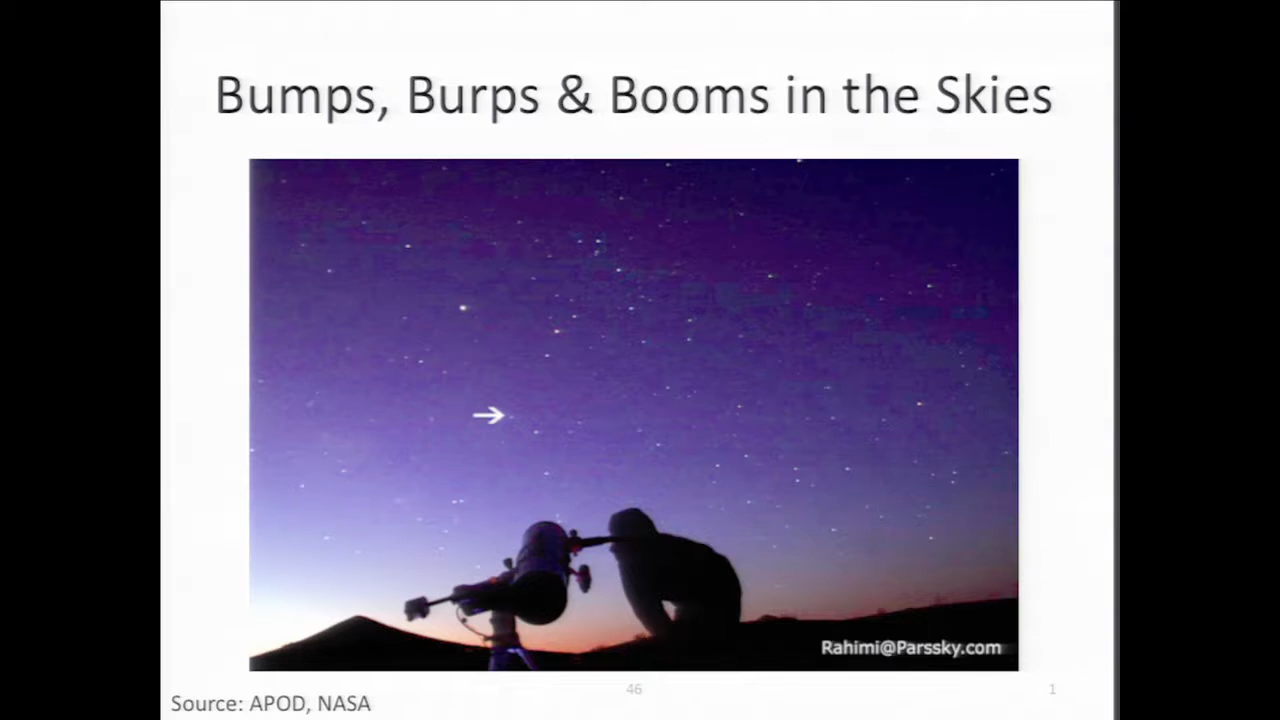 Bumps, Burps & Booms in the Skies
Rahimi@Parssky.com
46
1
Source: APOD, NASA